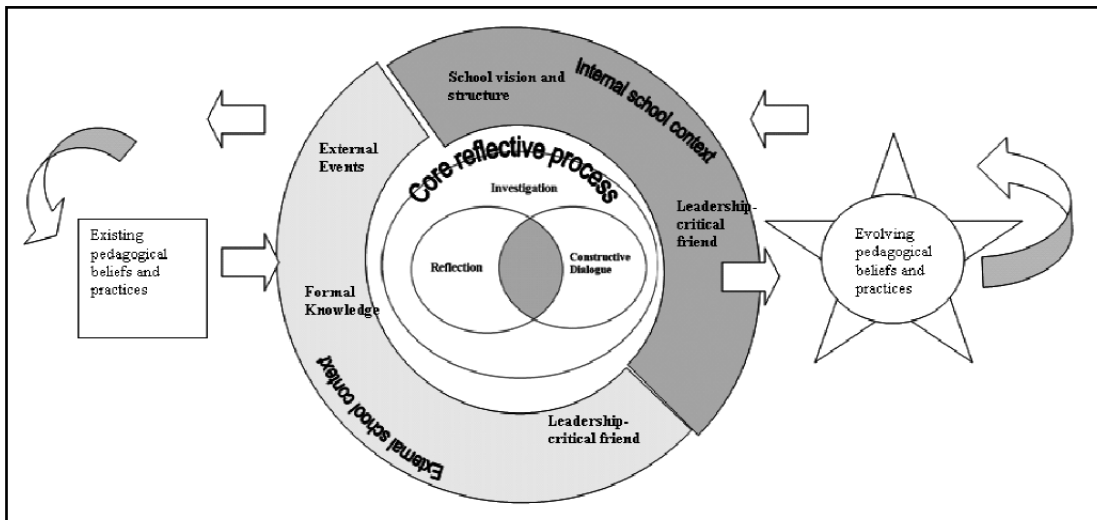 School vision and
structure
Internal school context
External
Events
Core reflective process
Investigation
Leadership-
critical friend
Existing
pedagogical
beliefs and
practices
Reflection
Constructive
Dialogue
Evolving
pedagogical
beliefs and
practices
Formal
Knowledge
External school context
Leadership-
critical friend